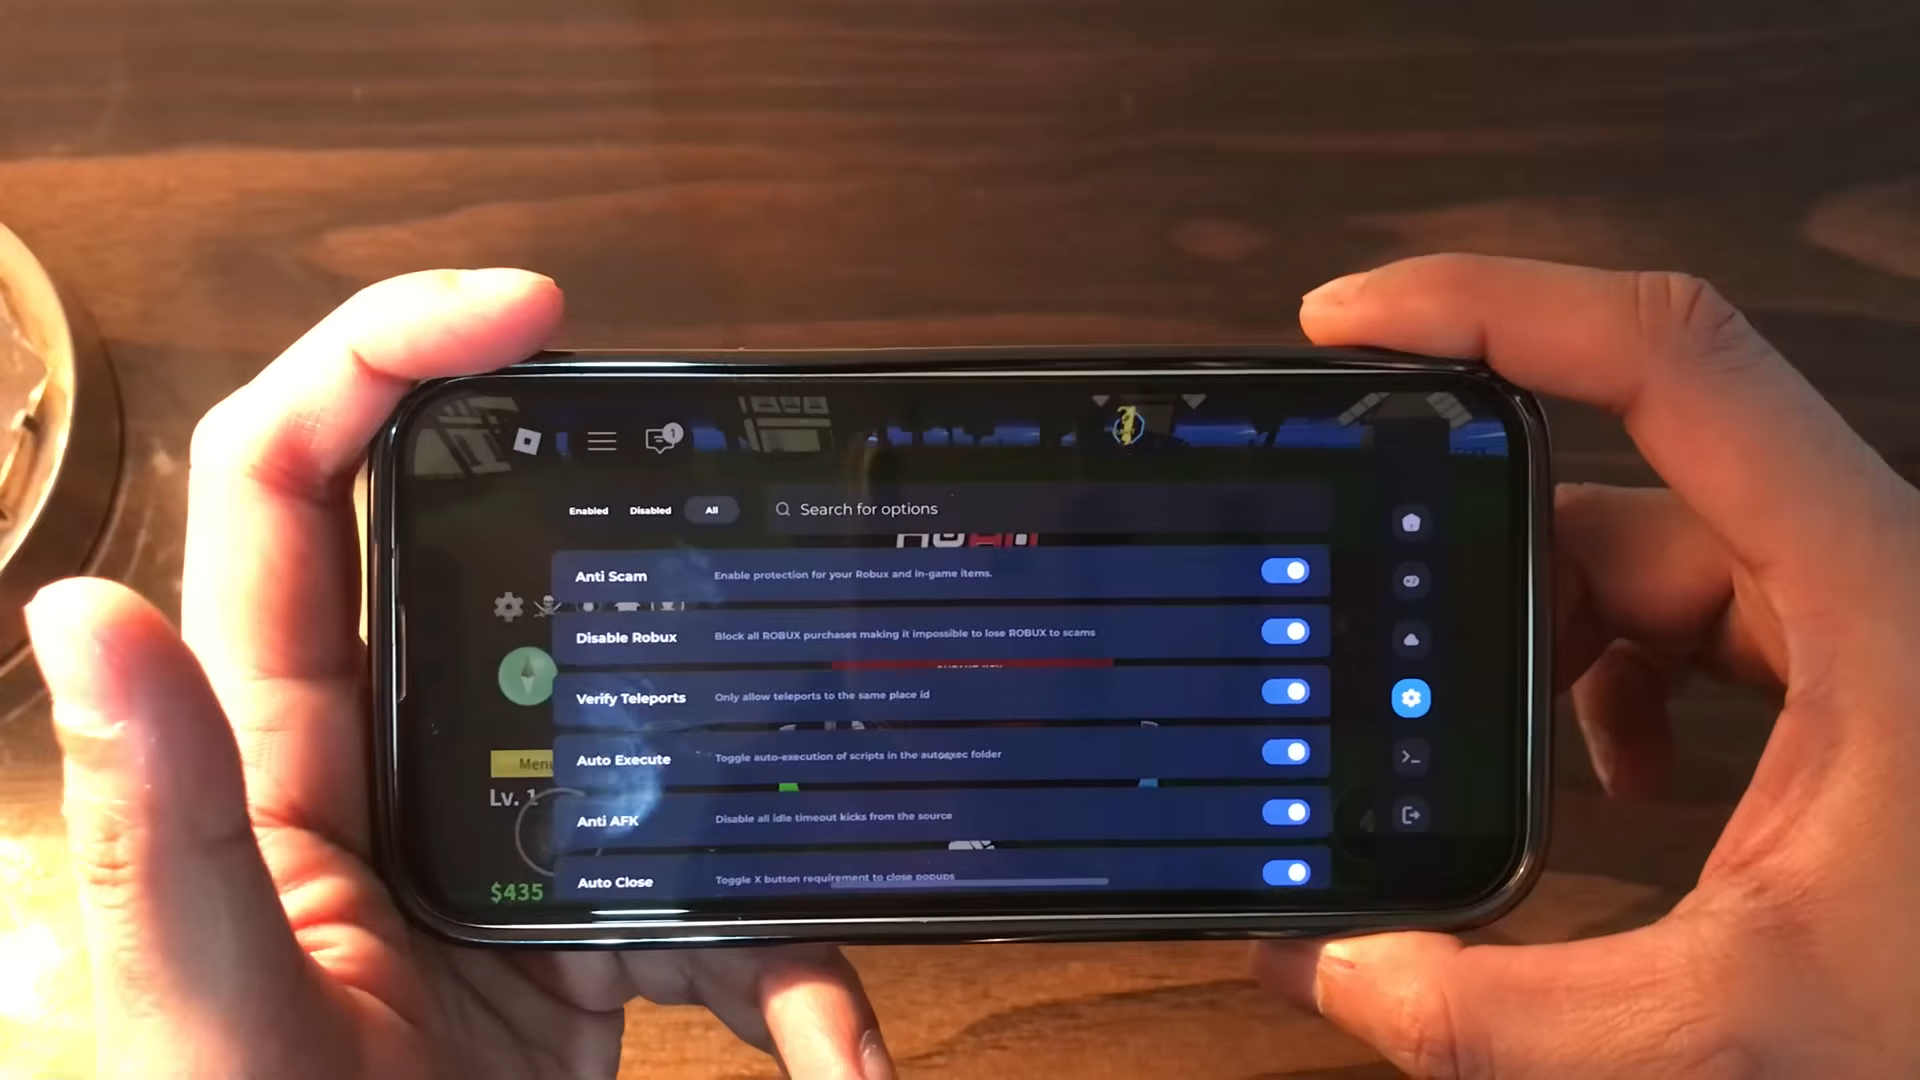 1
Enabled Disabled All Search for options
Anti Scam Enable protection for your Robux and in-game items.
Disable Robux Block all ROBUX purchases making it impossible to lose ROBUX to scams
Verify Teleports Only allow teleports to the same place id
Auto Execute Toggle auto-execution of scripts in the autoexec folder
Menu
Lv. 1
Anti AFK Disable all idle timeout kicks from the source
Auto Close Toggle X button requirement to close popups
$435